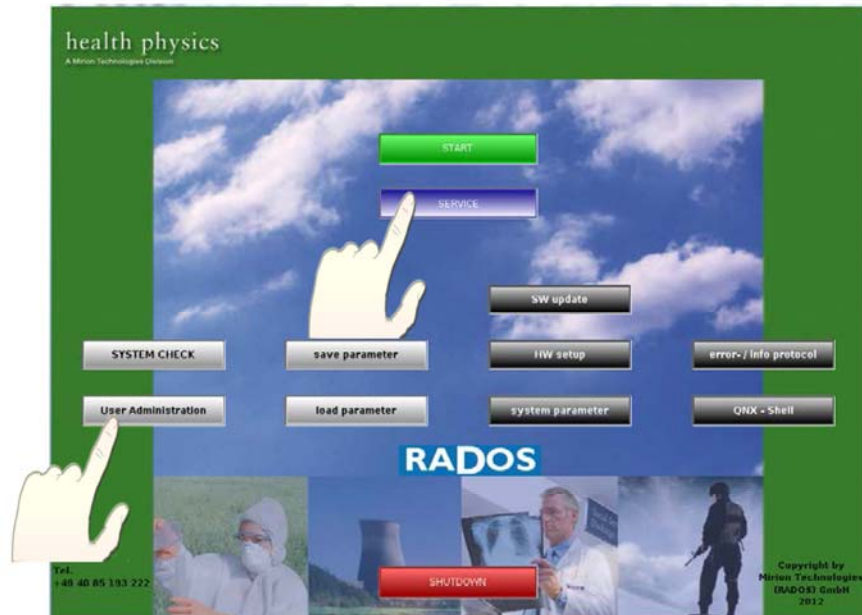 health physics
A Mirion Technologies Division
START
SERVICE
SW update
SYSTEM CHECK
save parameter
HW setup
error- / info protocol
User Administration
load parameter
system parameter
QNX - Shell
RADOS
Tel.
+49 40 85 193 222
SHUTDOWN
Copyright by
Mirion Technologies
(RADOS) GmbH
2012